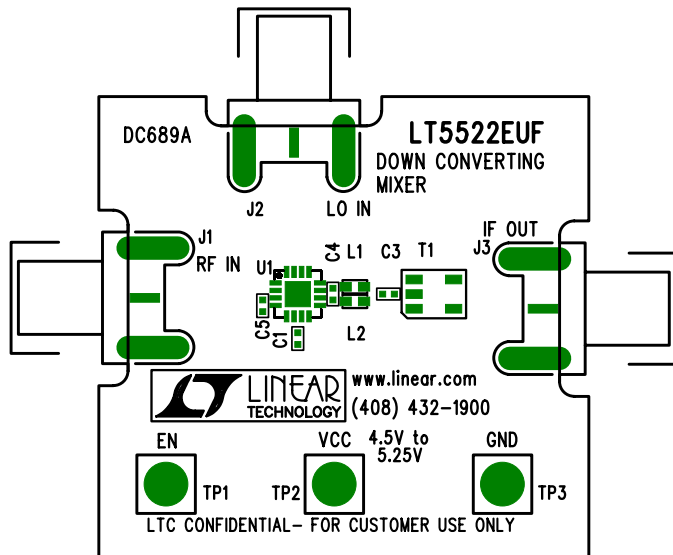 DC689A
LT5522EUF
DOWN CONVERTING
MIXER
J2
LO IN
J1
RF IN
IF OUT
J3
U1
C4
L1
C3
T1
C5
C1
L2
LINEAR
TECHNOLOGY
www.linear.com
(408) 432-1900
EN
VCC
4.5V to
5.25V
GND
TP1
TP2
TP3
LTC CONFIDENTIAL- FOR CUSTOMER USE ONLY